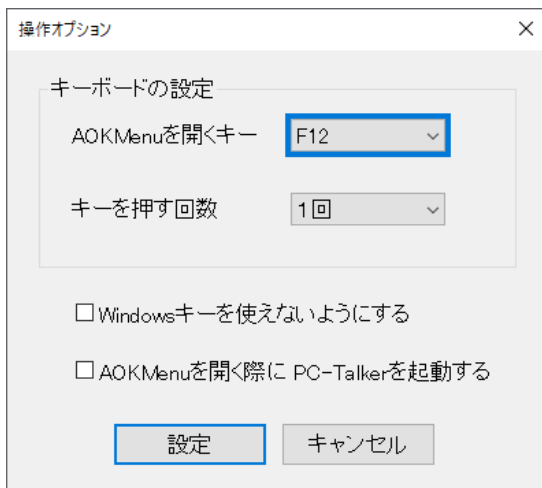 操作オプション
キーボードの設定
AOKMenuを開くキー
F12
キーを押す回数
1回
Windowsキーを使えないようにする
AOKMenuを開く際に PC-Talkerを起動する
設定
キャンセル